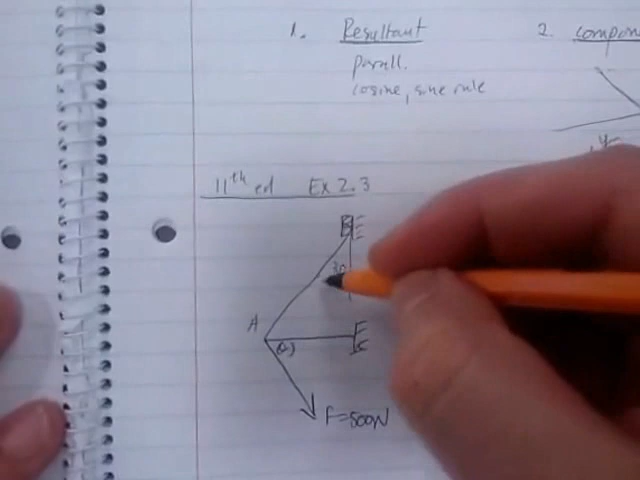 1. Resultant
parall.
cosine, sine rule
2. compon
y
11th ed Ex 2.3
B
30
A
F=500N